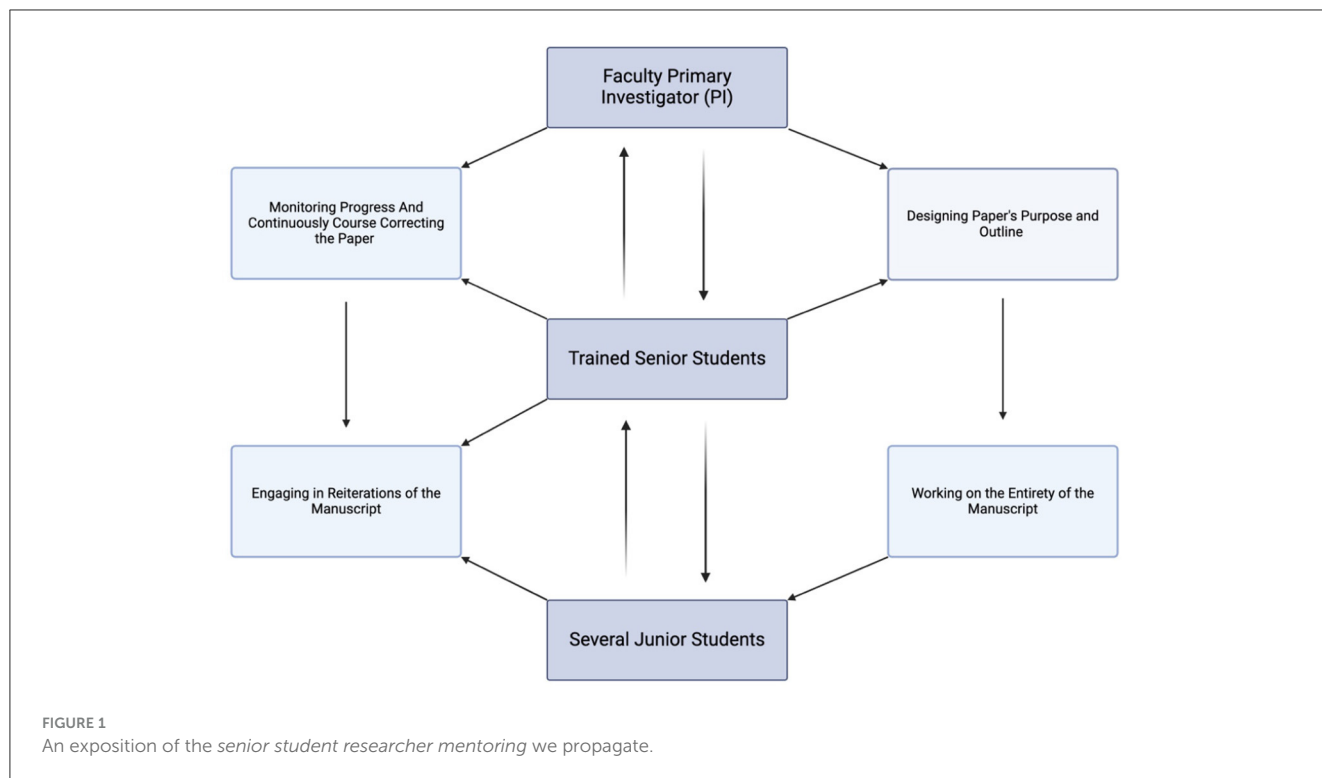 Faculty Primary
Investigator (PI)
Monitoring Progress And
Continuously Course Correcting
the Paper
Designing Paper's Purpose and
Outline
Trained Senior Students
Engaging in Reiterations of the
Manuscript
Working on the Entirety of the
Manuscript
Several Junior Students
FIGURE 1
An exposition of the senior student researcher mentoring we propagate.